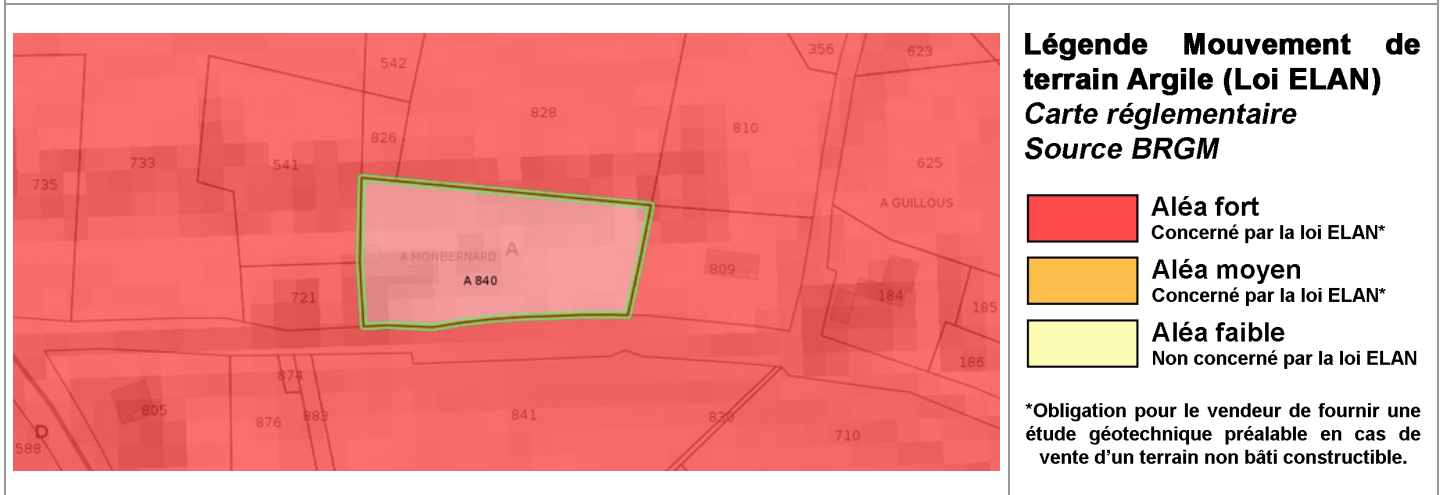 542
356
623
828
826
810
733
541
625
735
A GUILLOUS
A
A MONBERNARD
A 840
809
721
184
185
186
874
805
876
883
841
830
710
D
588
Légende Mouvement de
terrain Argile (Loi ELAN)
Carte réglementaire
Source BRGM
Aléa fort
Concerné par la loi ELAN*
Aléa moyen
Concerné par la loi ELAN*
Aléa faible
Non concerné par la loi ELAN
*Obligation pour le vendeur de fournir une
étude géotechnique préalable en cas de
vente d'un terrain non bâti constructible.